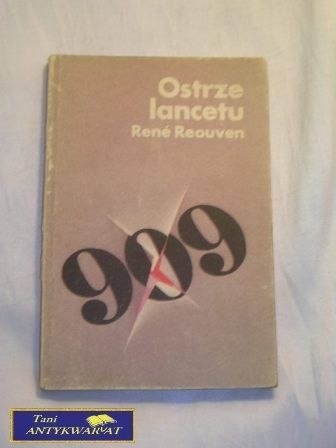 Ostrze
lancetu
René Reouven
909
Tani
ANTYKWARIAT